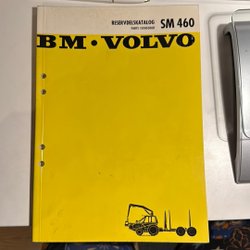 RESERVDELSKATALOG SM 460
PARTS CATALOGUE
BM · VOLVO